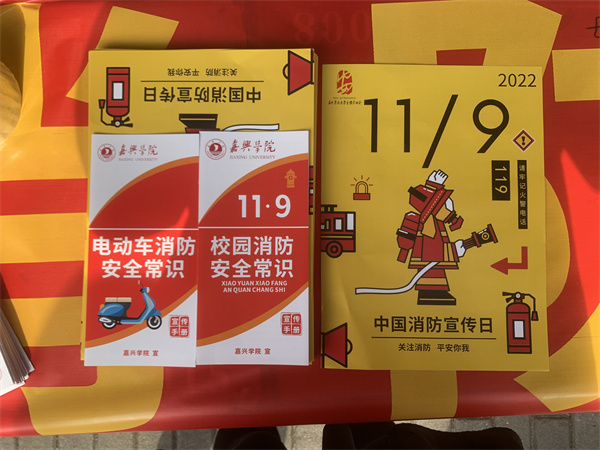 中国消防宣传日
关注消防 平安你我
嘉興學院
JIAXING UNIVERSITY
电动车消防
安全常识
宣传
手册
嘉兴学院 宣
嘉興學院
JIAXING UNIVERSITY
11·9
校园消防
安全常识
XIAO YUAN XIAO FANG
AN QUAN CHANG SHI
宣传
手册
嘉兴学院 宣
2022
11/9
119
请牢记火警电话
中国消防宣传日
关注消防 平安你我